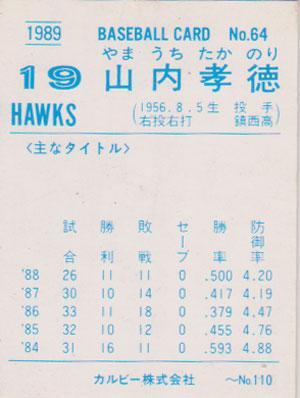 1989 BASEBALL CARD No.64
やま うち たか のり
19 山内孝徳
HAWKS (1956.8.5生 投手
右投右打 鎮西高)
〈主なタイトル〉
試合 勝利 敗戦 セーブ 勝率 防御率
'88 26 11 11 0 .500 4.20
'87 30 10 14 0 .417 4.19
'86 33 11 18 0 .379 4.47
'85 32 10 12 0 .455 4.76
'84 31 16 11 0 .593 4.88
カルビー株式会社 〜No.110